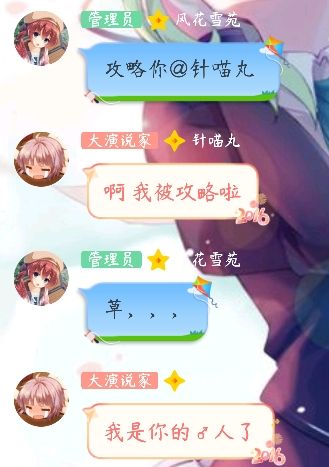 管理员 风花雪苑
攻略你@针喵丸
大演说家 针喵丸
啊 我被攻略啦
2016
管理员 花雪苑
草，，，
大演说家
我是你的♂人了
2016